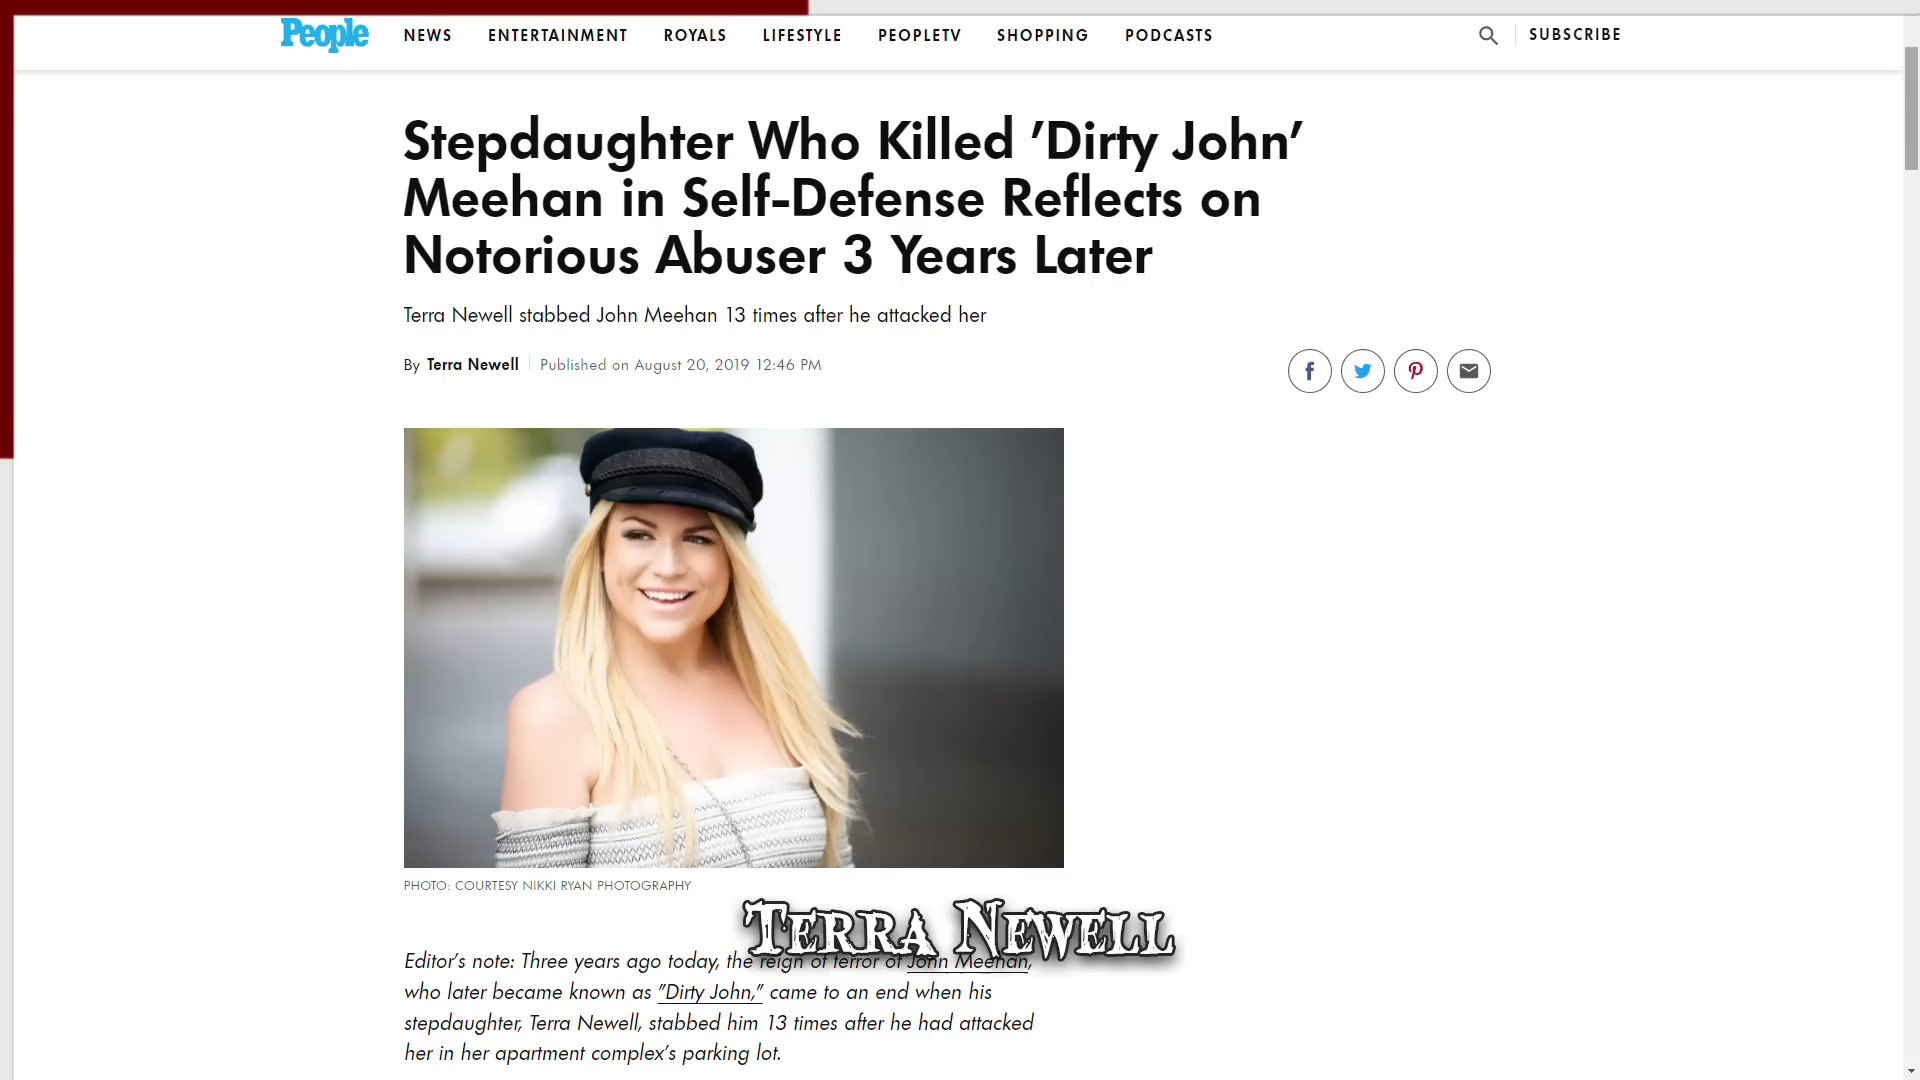 People NEWS ENTERTAINMENT ROYALS LIFESTYLE PEOPLETV SHOPPING PODCASTS SUBSCRIBE
Stepdaughter Who Killed 'Dirty John'
Meehan in Self-Defense Reflects on
Notorious Abuser 3 Years Later
Terra Newell stabbed John Meehan 13 times after he attacked her
By Terra Newell Published on August 20, 2019 12:46 PM
PHOTO: COURTESY NIKKI RYAN PHOTOGRAPHY
TERRA NEWELL
Editor's note: Three years ago today, the reign of terror of John Meehan,
who later became known as "Dirty John," came to an end when his
stepdaughter, Terra Newell, stabbed him 13 times after he had attacked
her in her apartment complex's parking lot.